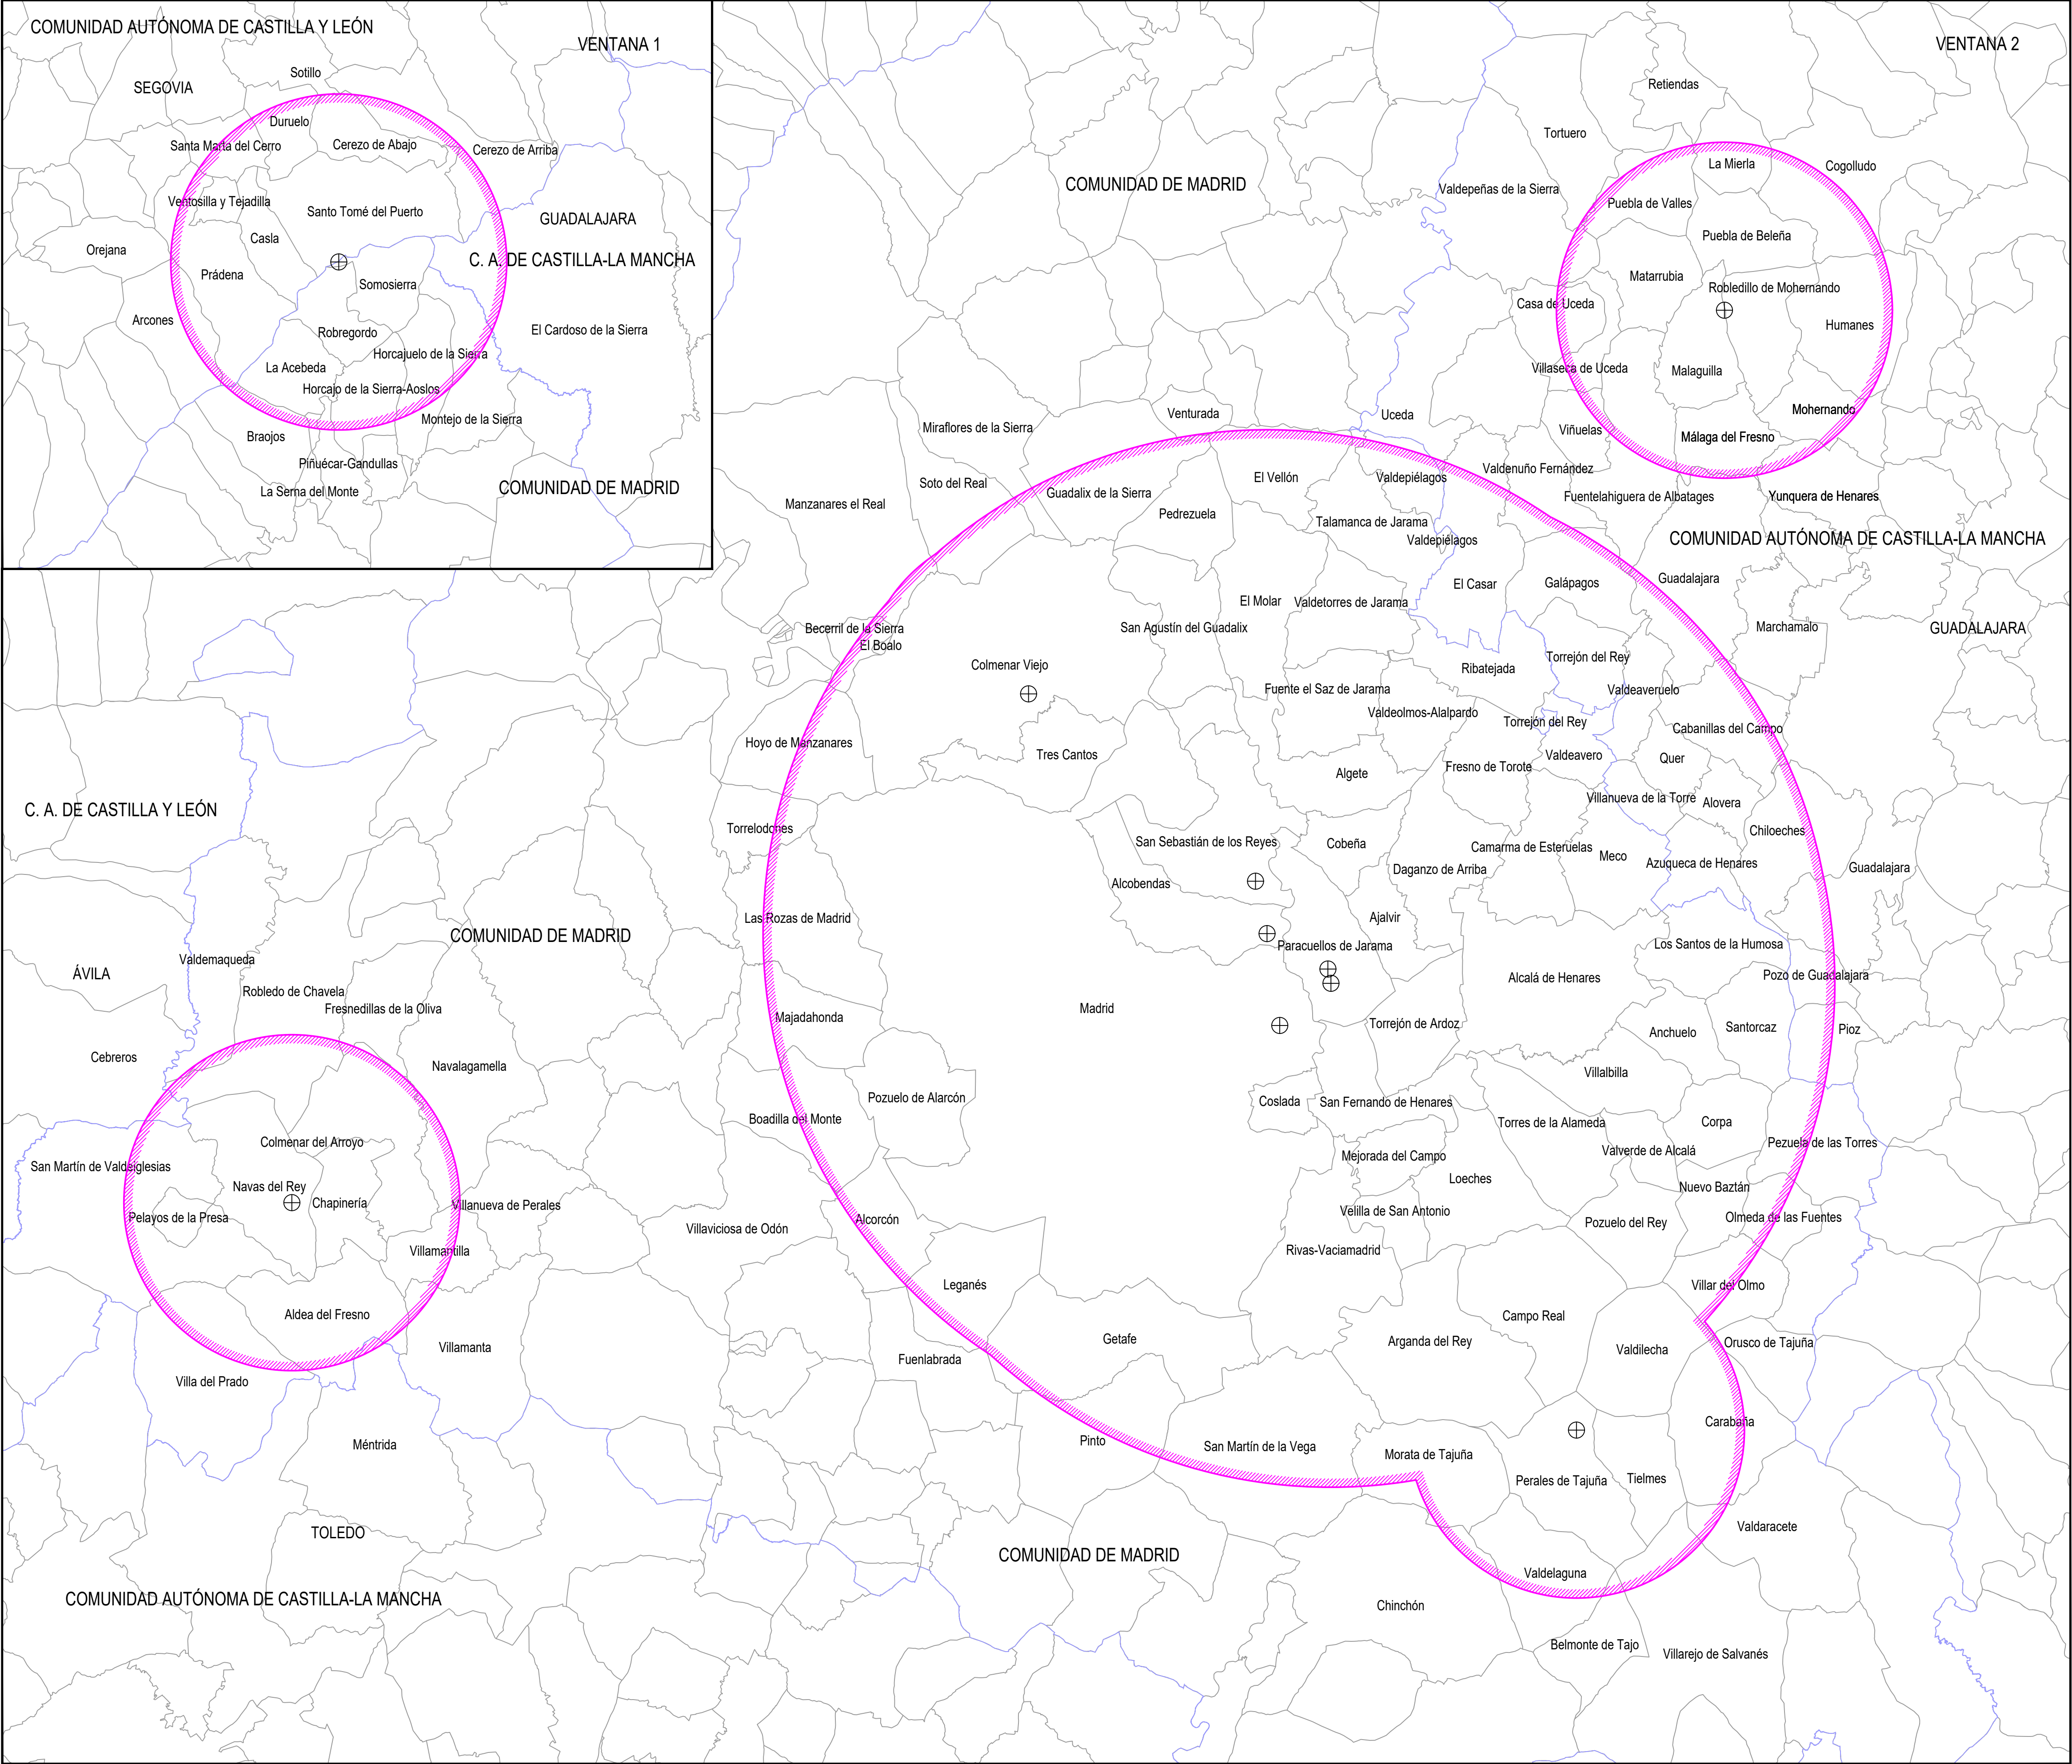 COMUNIDAD AUTÓNOMA DE CASTILLA Y LEÓN
VENTANA 1
Sotillo
SEGOVIA
Duruelo
Santa Marta del Cerro
Cerezo de Abajo
Cerezo de Arriba
Ventosilla y Tejadilla
Santo Tomé del Puerto
GUADALAJARA
Casla
Orejana
C. A. DE CASTILLA-LA MANCHA
Prádena
Somosierra
Arcones
Robregordo
El Cardoso de la Sierra
Horcajuelo de la Sierra
La Acebeda
Horcajo de la Sierra-Aoslos
Montejo de la Sierra
Braojos
Piñuécar-Gandullas
La Serna del Monte
COMUNIDAD DE MADRID
VENTANA 2
Retiendas
Tortuero
La Mierla
Cogolludo
COMUNIDAD DE MADRID
Valdepeñas de la Sierra
Puebla de Valles
Puebla de Beleña
Matarrubia
Robledillo de Mohernando
Casa de Uceda
Humanes
Villaseca de Uceda
Malaguilla
Mohernando
Venturada
Uceda
Miraflores de la Sierra
Viñuelas
Málaga del Fresno
Valdenuño Fernández
El Vellón
Valdepiélagos
Soto del Real
Guadalix de la Sierra
Fuentelahiguera de Albatages
Yunquera de Henares
Manzanares el Real
Pedrezuela
Talamanca de Jarama
Valdepiélagos
COMUNIDAD AUTÓNOMA DE CASTILLA-LA MANCHA
El Casar
Galápagos
Guadalajara
El Molar
Valdetorres de Jarama
Becerril de la Sierra
San Agustín del Guadalix
Marchamalo
GUADALAJARA
El Boalo
Colmenar Viejo
Ribatejada
Torrejón del Rey
Fuente el Saz de Jarama
Valdeaveruelo
Valdeolmos-Alalpardo
Torrejón del Rey
Cabanillas del Campo
Hoyo de Manzanares
Tres Cantos
Valdeavero
Quer
Algete
Fresno de Torote
Villanueva de la Torre
Alovera
C. A. DE CASTILLA Y LEÓN
Torrelodones
Chiloeches
San Sebastián de los Reyes
Cobeña
Camarma de Esteruelas
Meco
Azuqueca de Henares
Guadalajara
Daganzo de Arriba
Alcobendas
Las Rozas de Madrid
Ajalvir
COMUNIDAD DE MADRID
Paracuellos de Jarama
Los Santos de la Humosa
Valdemaqueda
ÁVILA
Alcalá de Henares
Pozo de Guadalajara
Robledo de Chavela
Fresnedillas de la Oliva
Madrid
Majadahonda
Torrejón de Ardoz
Anchuelo
Santorcaz
Pioz
Cebreros
Navalagamella
Villalbilla
Pozuelo de Alarcón
Coslada
San Fernando de Henares
Boadilla del Monte
Torres de la Alameda
Corpa
Colmenar del Arroyo
Pezuela de las Torres
Valverde de Alcalá
Mejorada del Campo
San Martín de Valdeiglesias
Loeches
Navas del Rey
Nuevo Baztán
Chapinería
Villanueva de Perales
Velilla de San Antonio
Pelayos de la Presa
Alcorcón
Pozuelo del Rey
Olmeda de las Fuentes
Villaviciosa de Odón
Villamantilla
Rivas-Vaciamadrid
Leganés
Villar del Olmo
Aldea del Fresno
Campo Real
Getafe
Arganda del Rey
Orusco de Tajuña
Villamanta
Valdilecha
Fuenlabrada
Villa del Prado
Carabaña
Méntrida
Pinto
San Martín de la Vega
Morata de Tajuña
Perales de Tajuña
Tielmes
TOLEDO
Valdaracete
COMUNIDAD DE MADRID
Valdelaguna
COMUNIDAD AUTÓNOMA DE CASTILLA-LA MANCHA
Chinchón
Belmonte de Tajo
Villarejo de Salvanés